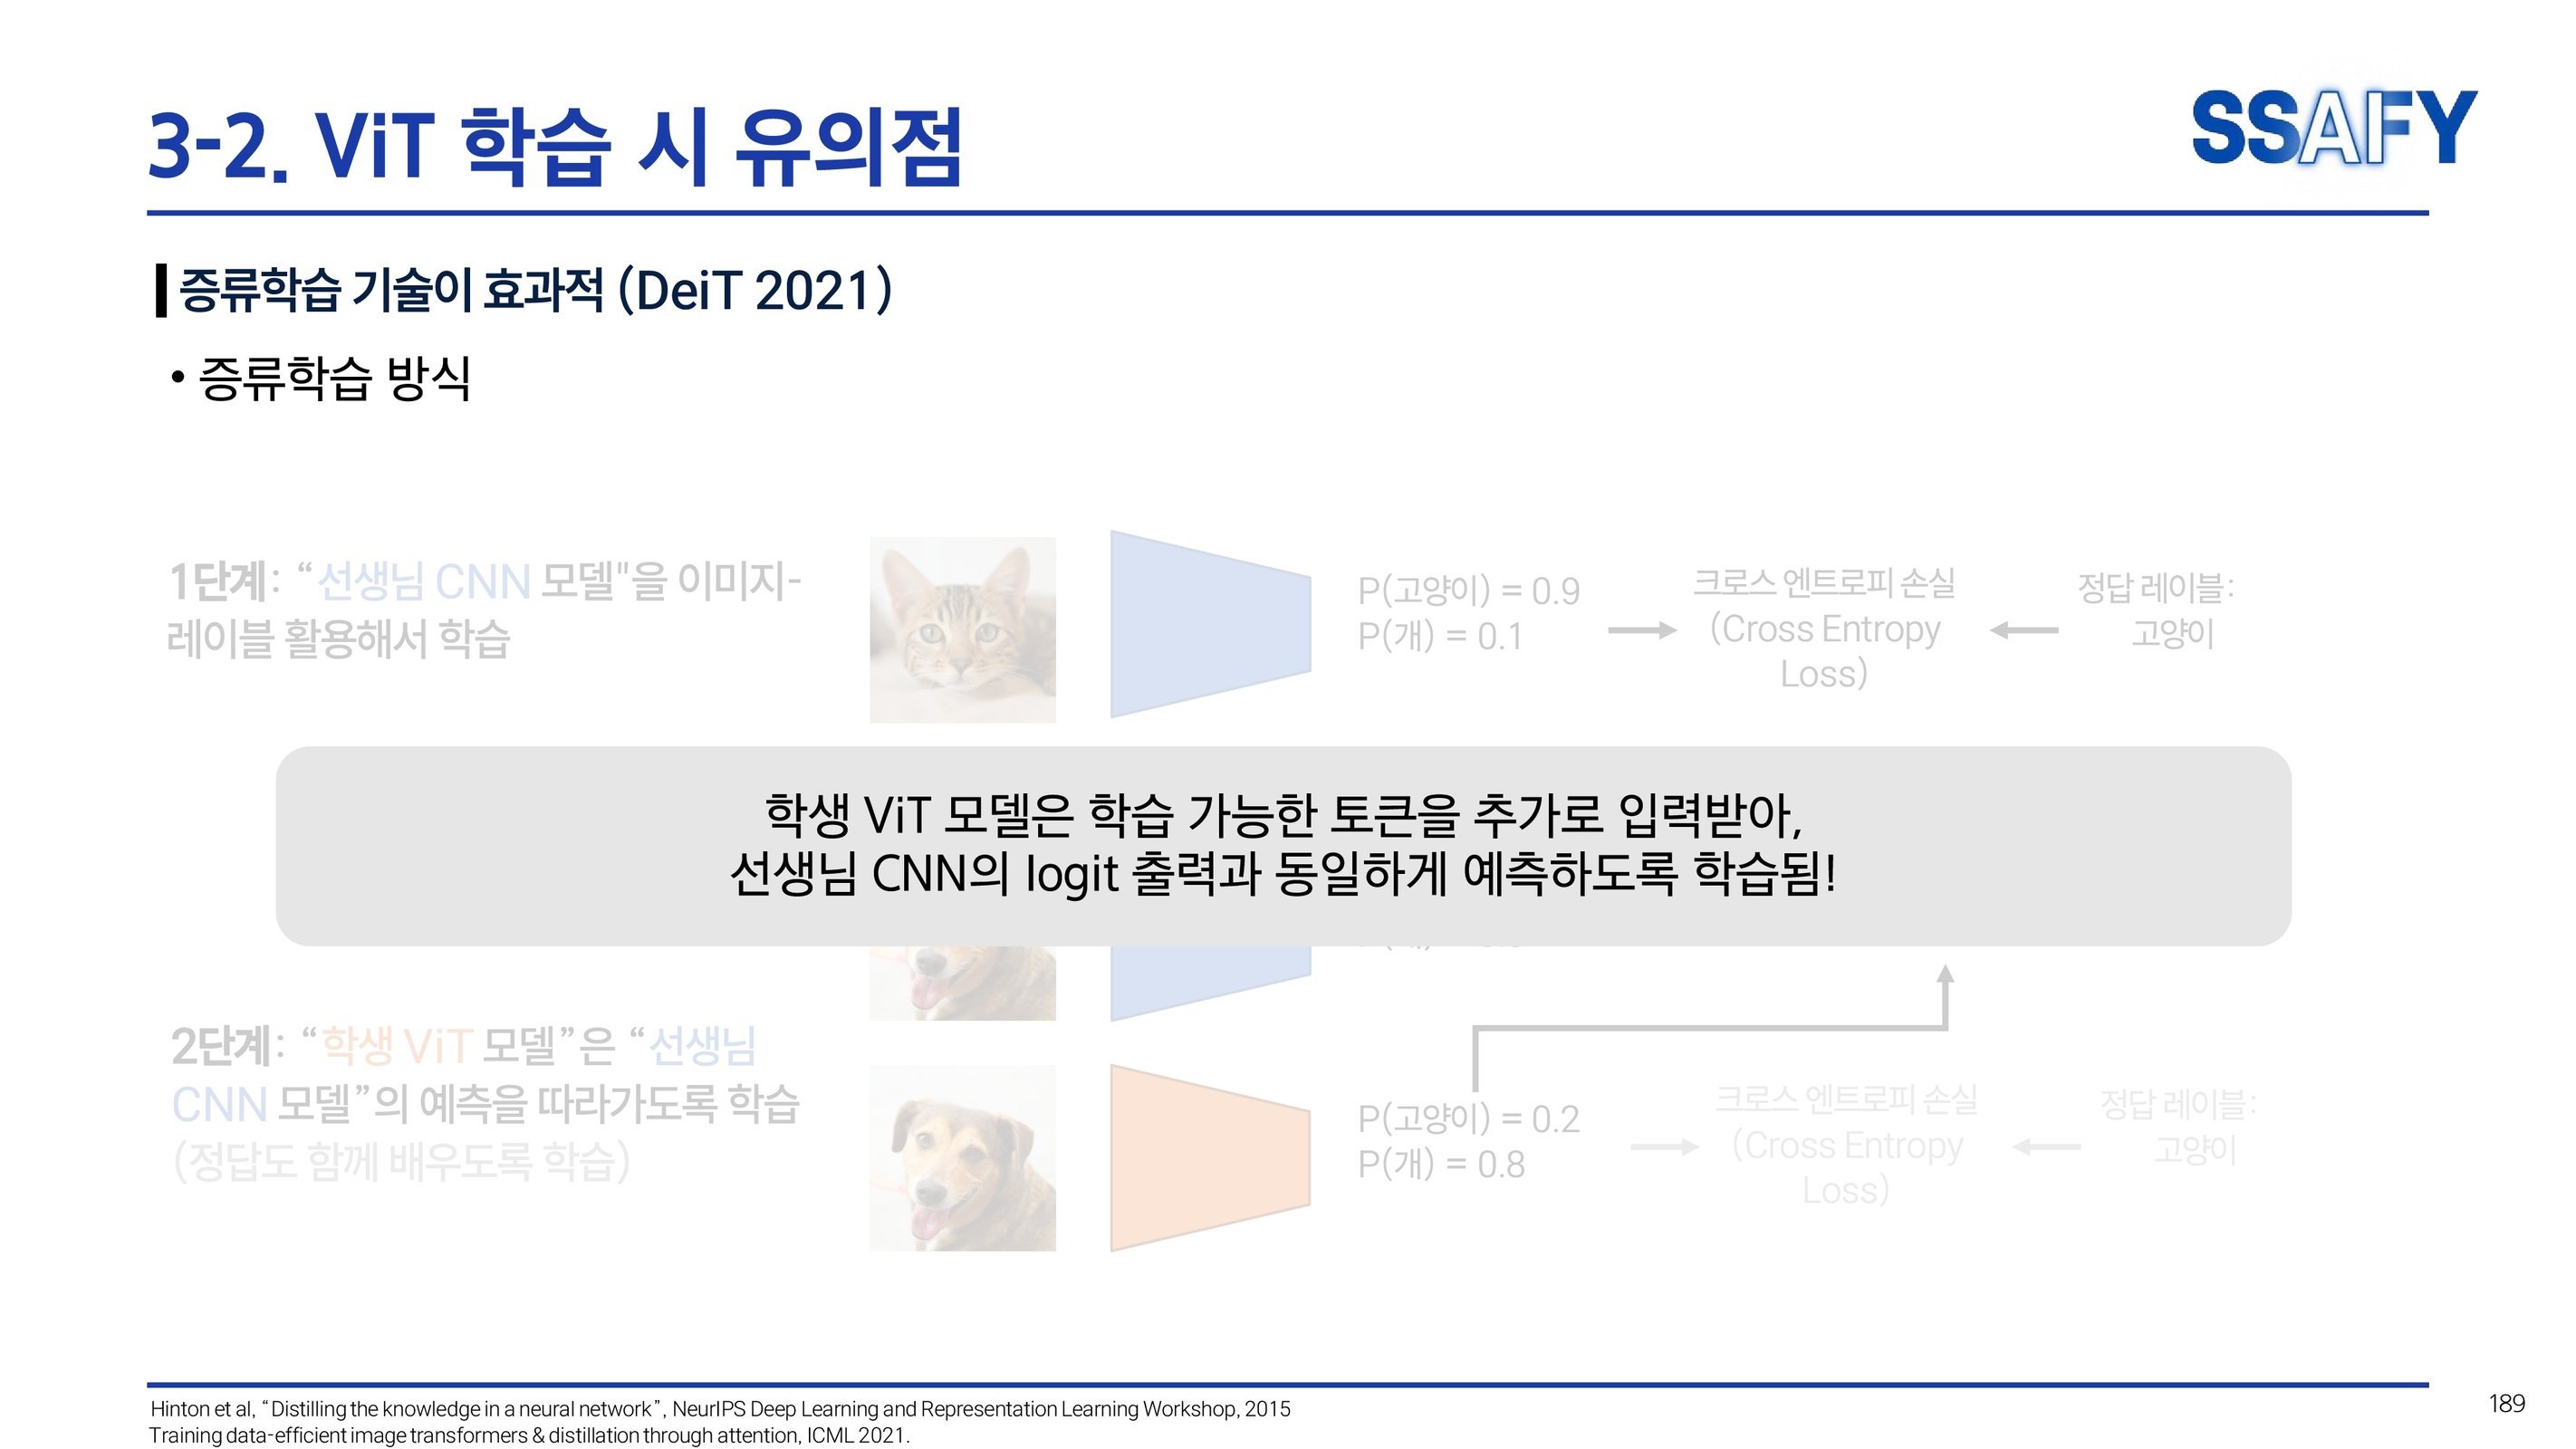 3-2. ViT 학습 시 유의점
SSAFY
증류학습 기술이 효과적 (DeiT 2021)
• 증류학습 방식
1단계: “선생님 CNN 모델"을 이미지-
레이블 활용해서 학습
P(고양이) = 0.9
P(개) = 0.1
크로스 엔트로피 손실
(Cross Entropy
Loss)
정답 레이블:
고양이
학생 ViT 모델은 학습 가능한 토큰을 추가로 입력받아,
선생님 CNN의 logit 출력과 동일하게 예측하도록 학습됨!
2단계: “학생 ViT 모델”은 “선생님
CNN 모델”의 예측을 따라가도록 학습
(정답도 함께 배우도록 학습)
P(고양이) = 0.2
P(개) = 0.8
크로스 엔트로피 손실
(Cross Entropy
Loss)
정답 레이블:
고양이
Hinton et al, “Distilling the knowledge in a neural network”, NeurIPS Deep Learning and Representation Learning Workshop, 2015
Training data-efficient image transformers & distillation through attention, ICML 2021.
189